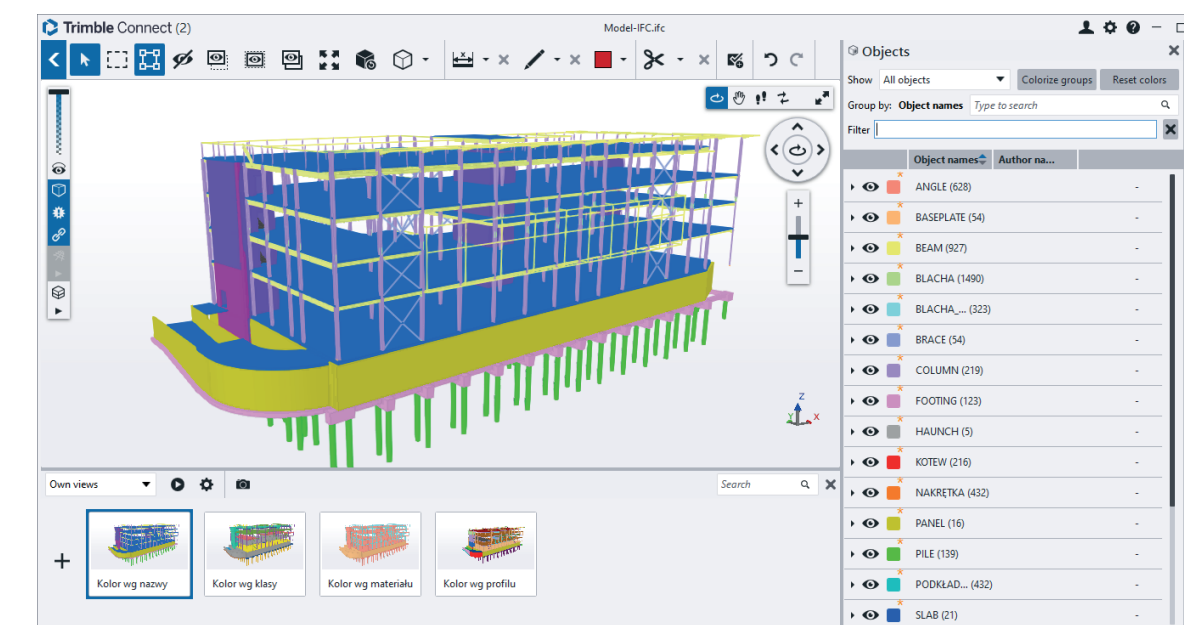 Trimble Connect (2)
Model-IFC.ifc
Objects
Show All objects Colorize groups Reset colors
Group by: Object names Type to search
Filter
Object names Author na...
ANGLE (628) -
BASEPLATE (54) -
BEAM (927) -
BLACHA (1490) -
BLACHA_... (323) -
BRACE (54) -
COLUMN (219) -
FOOTING (123) -
HAUNCH (5) -
KOTEW (216) -
NAKRĘTKA (432) -
PANEL (16) -
PILE (139) -
PODKŁAD... (432) -
SLAB (21) -
Z
Y X
Own views Search
Kolor wg nazwy
Kolor wg klasy
Kolor wg materiału
Kolor wg profilu